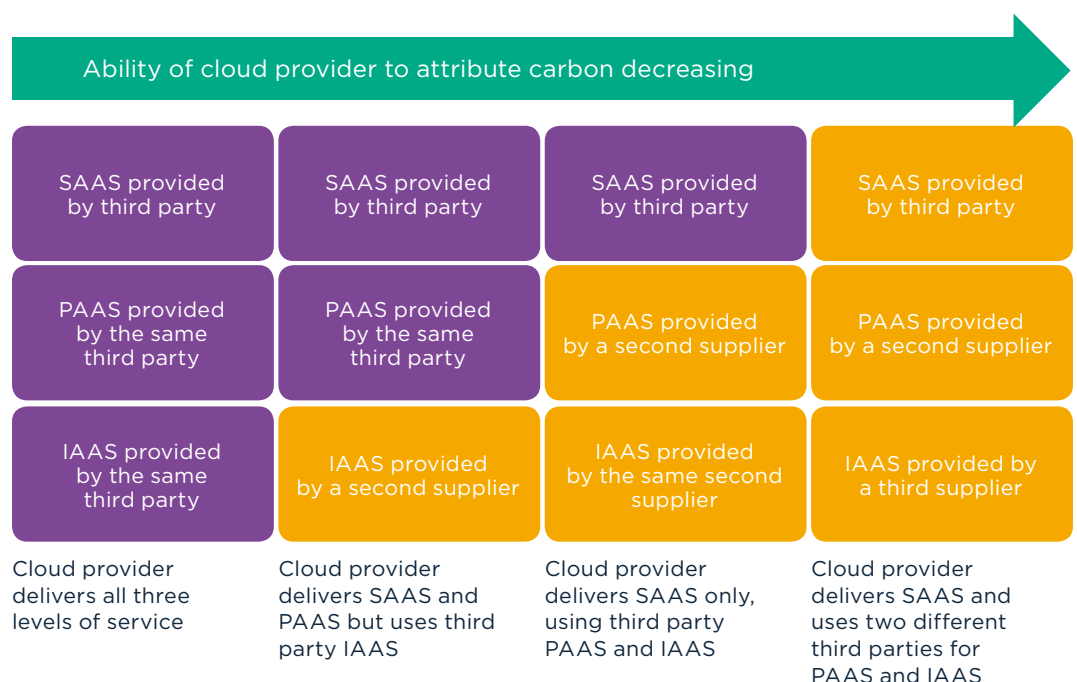 Ability of cloud provider to attribute carbon decreasing
SAAS provided
by third party
SAAS provided
by third party
SAAS provided
by third party
SAAS provided
by third party
PAAS provided
by the same
third party
PAAS provided
by the same
third party
PAAS provided
by a second supplier
PAAS provided
by a second supplier
IAAS provided
by the same
third party
IAAS provided
by a second supplier
IAAS provided
by the same second
supplier
IAAS provided by
a third supplier
Cloud provider
delivers all three
levels of service
Cloud provider
delivers SAAS and
PAAS but uses third
party IAAS
Cloud provider
delivers SAAS only,
using third party
PAAS and IAAS
Cloud provider
delivers SAAS and
uses two different
third parties for
PAAS and IAAS